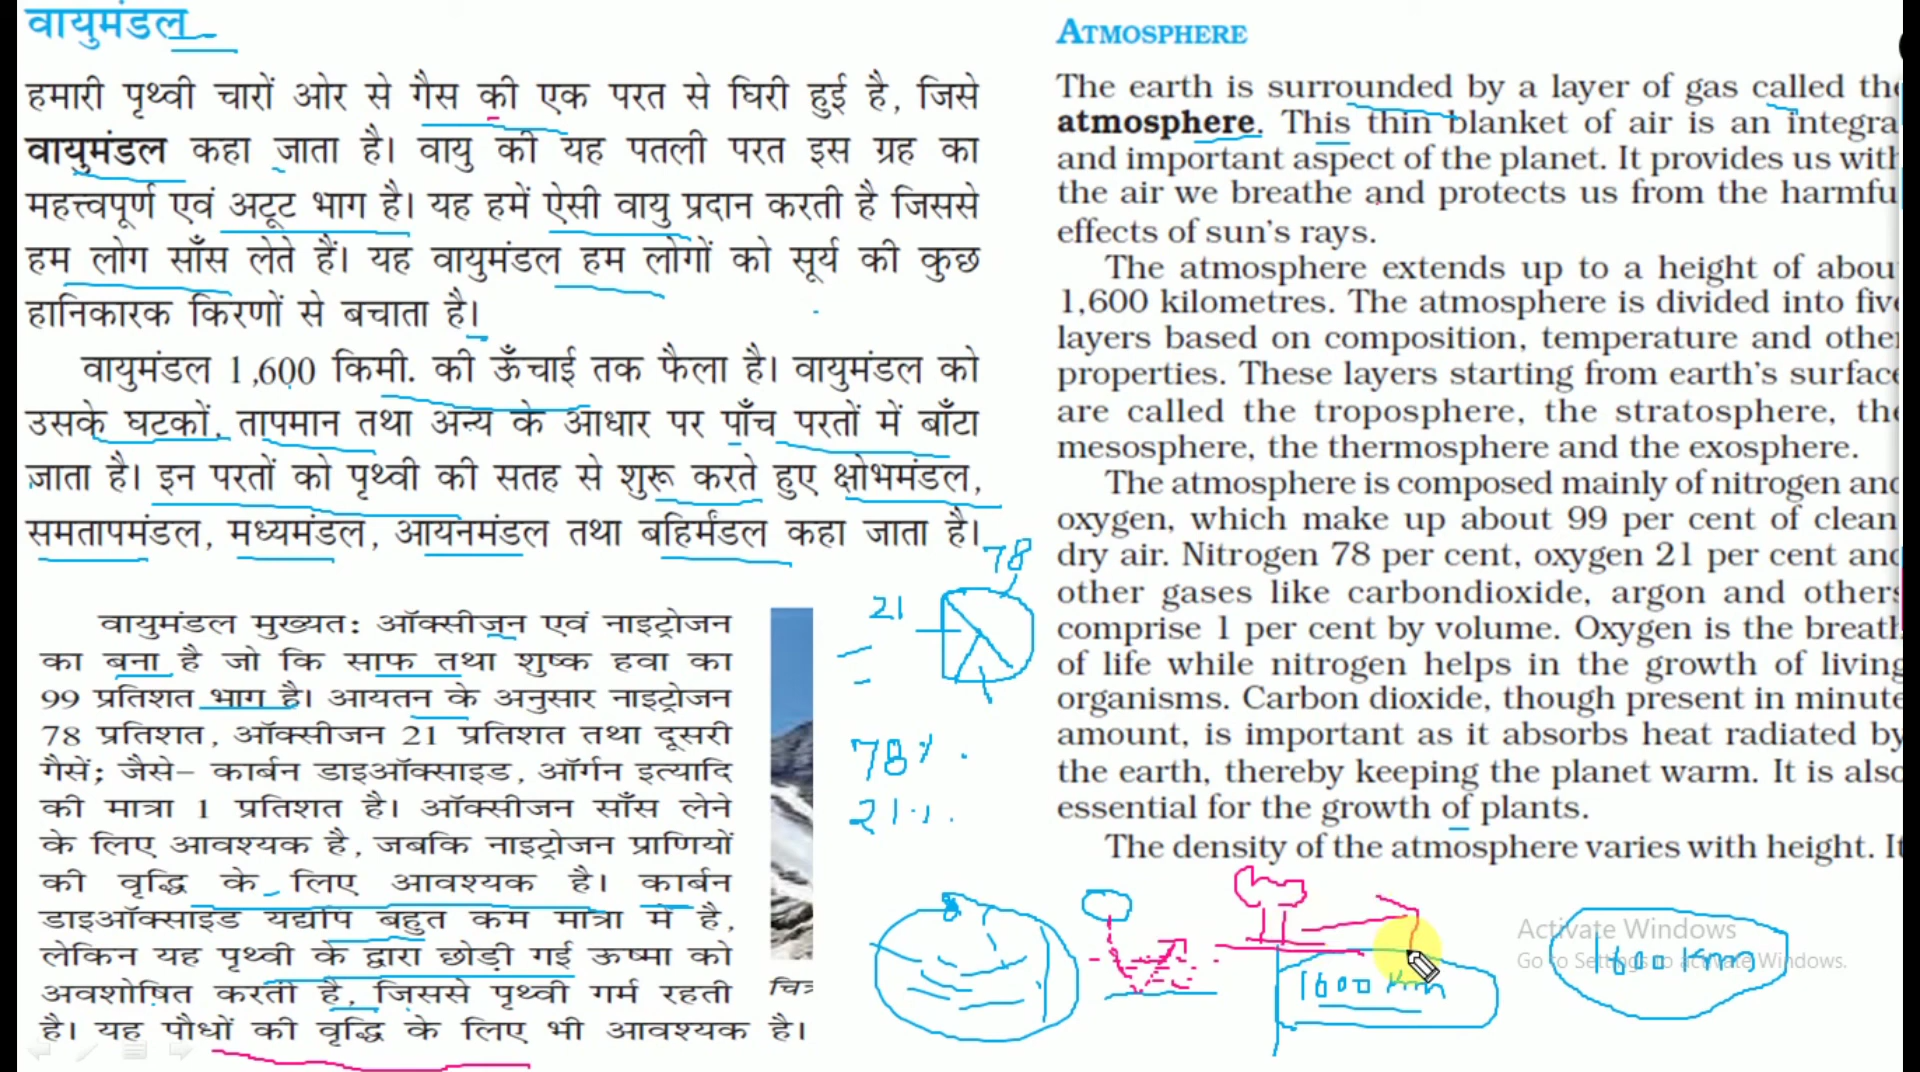 वायुमंडल
हमारी पृथ्वी चारों ओर से गैस की एक परत से घिरी हुई है, जिसे
वायुमंडल कहा जाता है। वायु की यह पतली परत इस ग्रह का
महत्त्वपूर्ण एवं अटूट भाग है। यह हमें ऐसी वायु प्रदान करती है जिससे
हम लोग साँस लेते हैं। यह वायुमंडल हम लोगों को सूर्य की कुछ
हानिकारक किरणों से बचाता है।
वायुमंडल 1,600 किमी. की ऊँचाई तक फैला है। वायुमंडल को
उसके घटकों, तापमान तथा अन्य के आधार पर पाँच परतों में बाँटा
जाता है। इन परतों को पृथ्वी की सतह से शुरू करते हुए क्षोभमंडल,
समतापमंडल, मध्यमंडल, आयनमंडल तथा बहिर्मंडल कहा जाता है।
वायुमंडल मुख्यत: ऑक्सीजन एवं नाइट्रोजन
का बना है जो कि साफ तथा शुष्क हवा का
99 प्रतिशत भाग है। आयतन के अनुसार नाइट्रोजन
78 प्रतिशत, ऑक्सीजन 21 प्रतिशत तथा दूसरी
गैसें; जैसे– कार्बन डाइऑक्साइड, ऑर्गन इत्यादि
की मात्रा 1 प्रतिशत है। ऑक्सीजन साँस लेने
के लिए आवश्यक है, जबकि नाइट्रोजन प्राणियों
की वृद्धि के लिए आवश्यक है। कार्बन
डाइऑक्साइड यद्यपि बहुत कम मात्रा में है,
लेकिन यह पृथ्वी के द्वारा छोड़ी गई ऊष्मा को
अवशोषित करती है, जिससे पृथ्वी गर्म रहती
है। यह पौधों की वृद्धि के लिए भी आवश्यक है।
चित्र
78
21
78%.
21%.
ATMOSPHERE
The earth is surrounded by a layer of gas called the
atmosphere. This thin blanket of air is an integra
and important aspect of the planet. It provides us with
the air we breathe and protects us from the harmfu
effects of sun's rays.
The atmosphere extends up to a height of abou
1,600 kilometres. The atmosphere is divided into five
layers based on composition, temperature and other
properties. These layers starting from earth's surface
are called the troposphere, the stratosphere, the
mesosphere, the thermosphere and the exosphere.
The atmosphere is composed mainly of nitrogen and
oxygen, which make up about 99 per cent of clean,
dry air. Nitrogen 78 per cent, oxygen 21 per cent and
other gases like carbondioxide, argon and others
comprise 1 per cent by volume. Oxygen is the breath
of life while nitrogen helps in the growth of living
organisms. Carbon dioxide, though present in minute
amount, is important as it absorbs heat radiated by
the earth, thereby keeping the planet warm. It is also
essential for the growth of plants.
The density of the atmosphere varies with height. It
1600 km
1600 Kms
Activate Windows
Go to Settings to activate Windows.